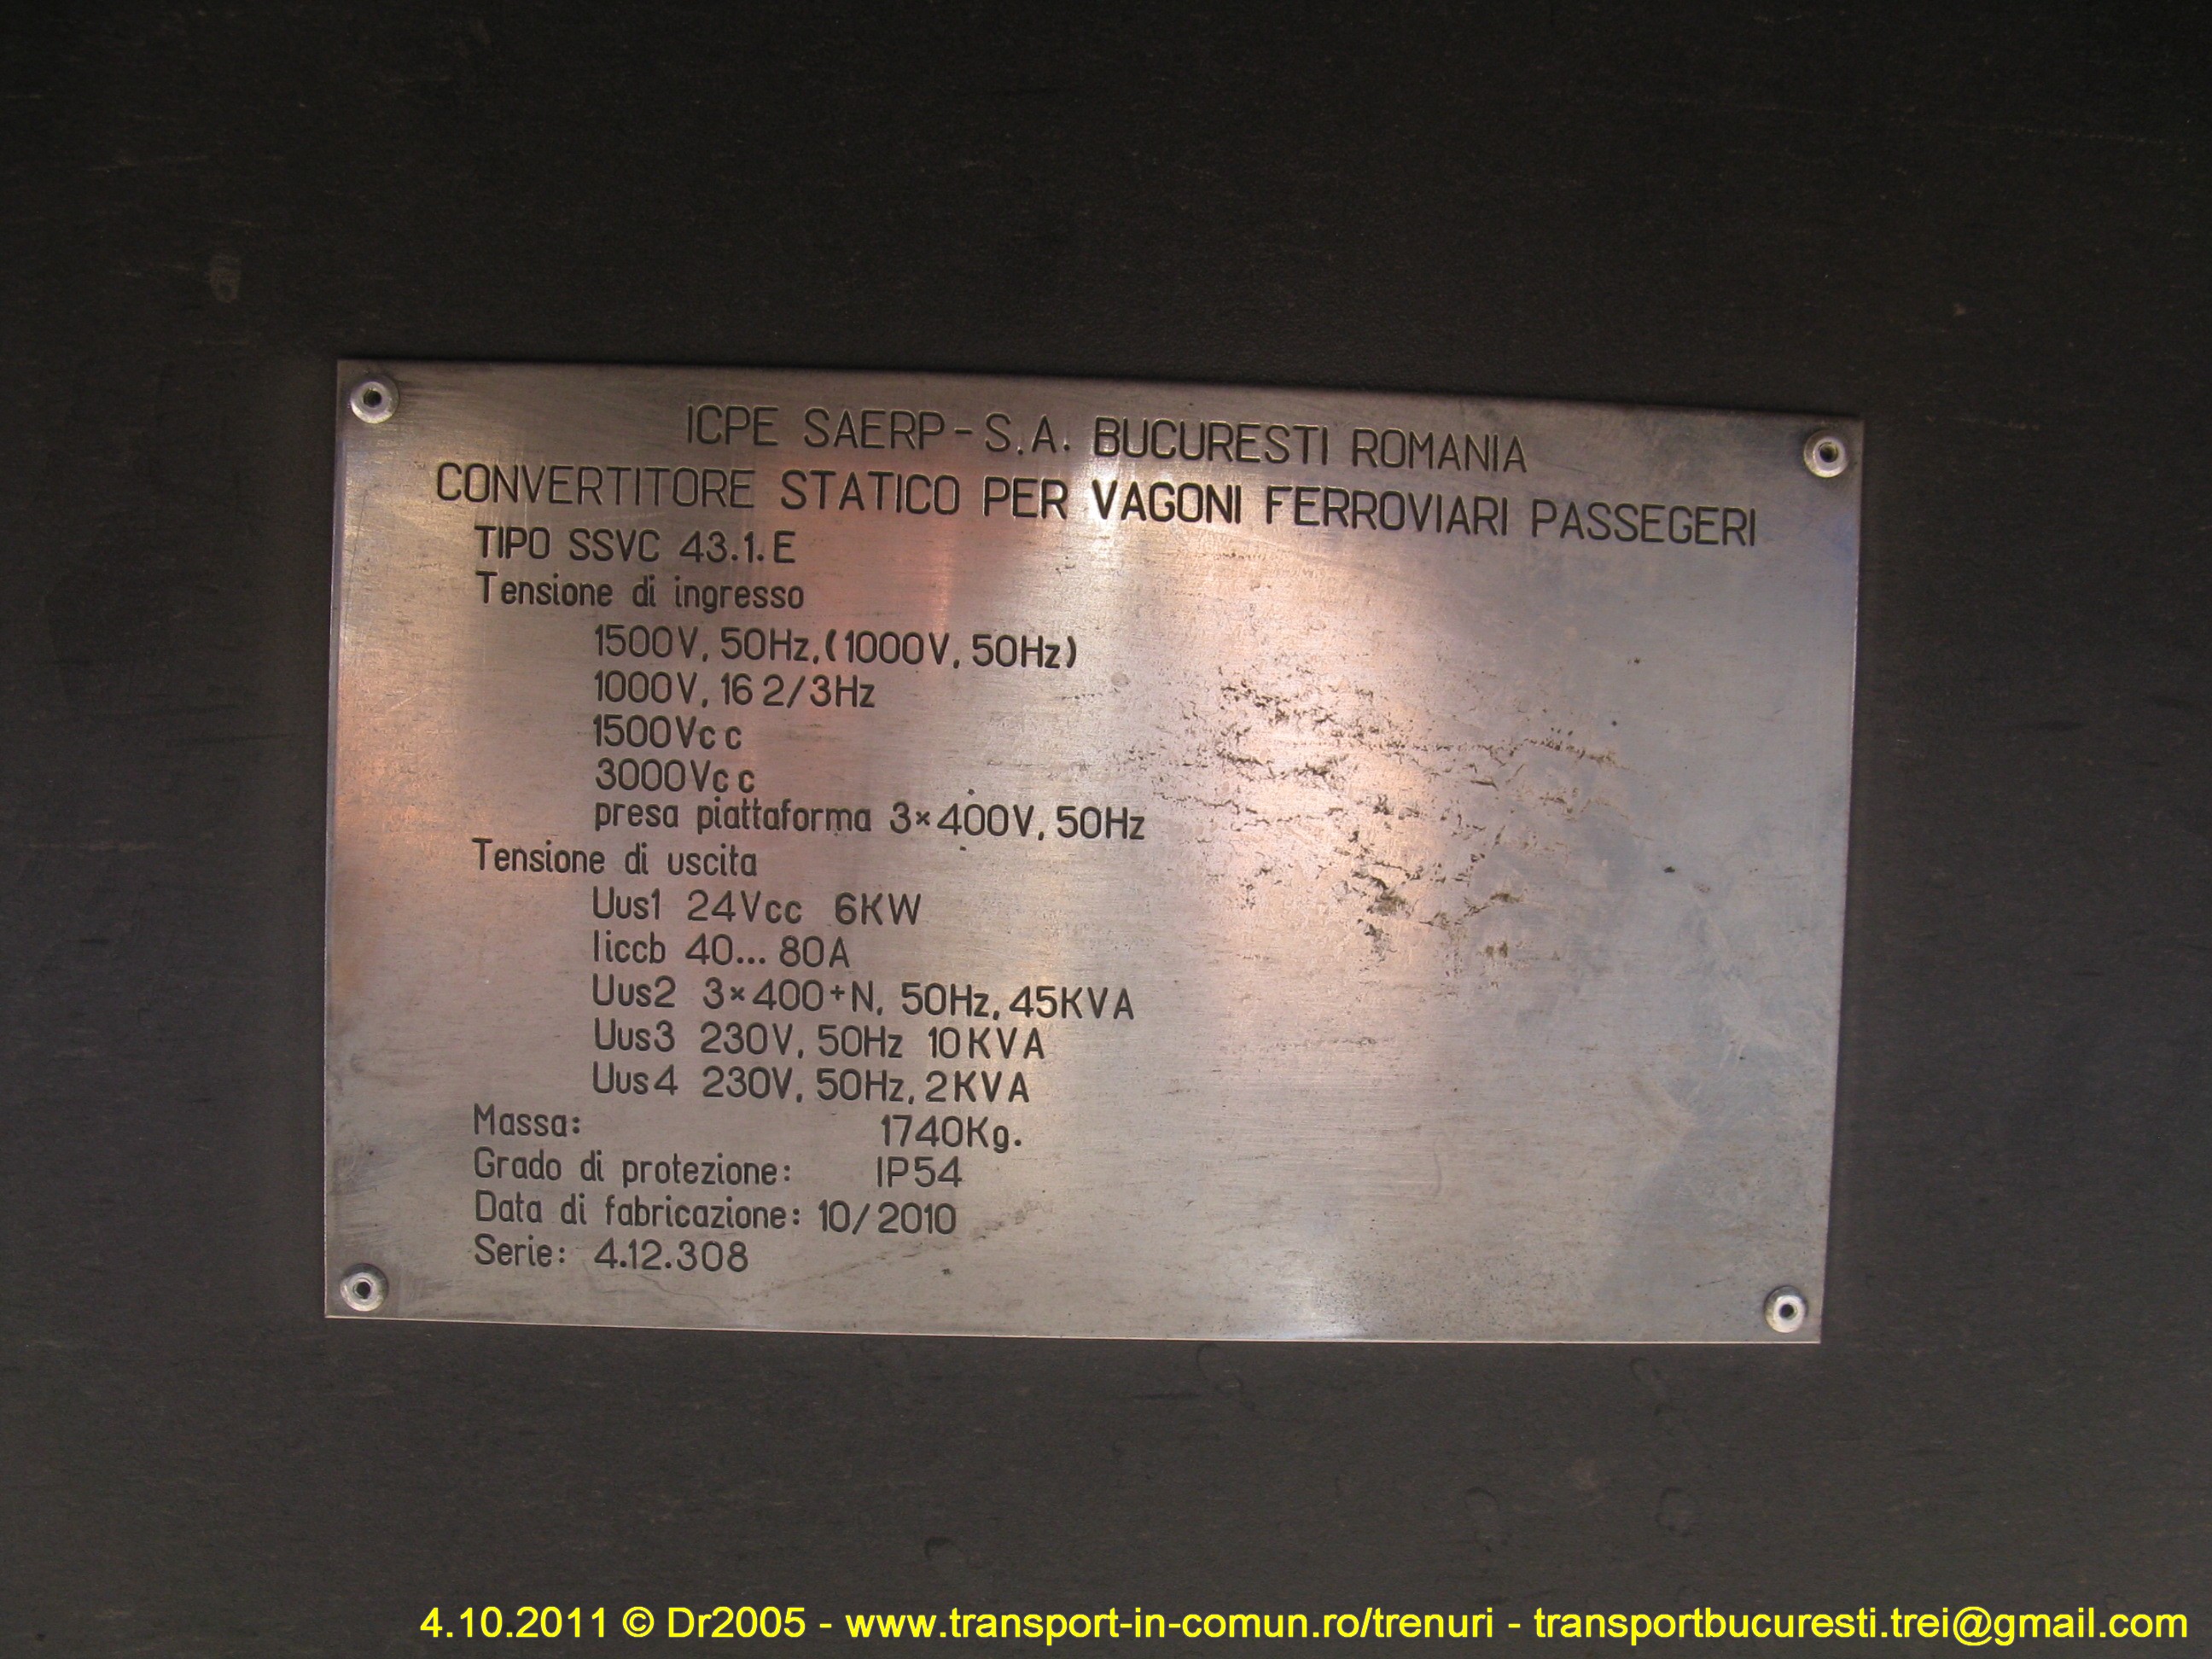 ICPE SAERP-S.A. BUCURESTI ROMANIA
CONVERTITORE STATICO PER VAGONI FERROVIARI PASSEGERI
TIPO SSVC 43.1.E
Tensione di ingresso
1500V, 50Hz,(1000V, 50Hz)
1000V, 16 2/3Hz
1500Vcc
3000Vcc
presa piattaforma 3×400V, 50Hz
Tensione di uscita
Uus1 24Vcc 6KW
Iiccb 40... 80A
Uus2 3×400+N, 50Hz, 45KVA
Uus3 230V, 50Hz 10KVA
Uus4 230V, 50Hz, 2KVA
Massa: 1740Kg.
Grado di protezione: IP54
Data di fabricazione: 10/2010
Serie: 4.12.308
4.10.2011 © Dr2005 - www.transport-in-comun.ro/trenuri - transportbucuresti.trei@gmail.com